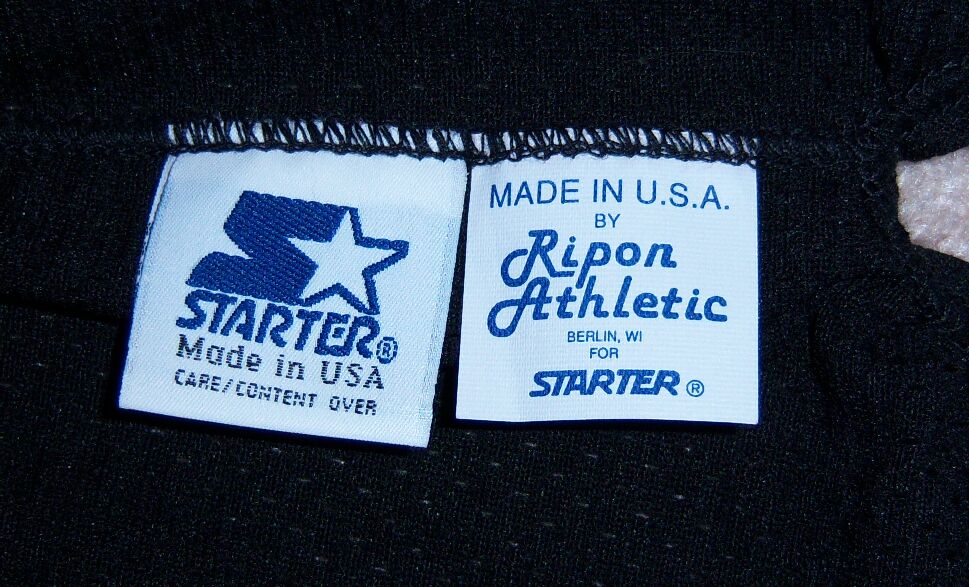 STARTER®
Made in USA
CARE/CONTENT OVER
MADE IN U.S.A.
BY
Ripon
Athletic
BERLIN, WI
FOR
STARTER®